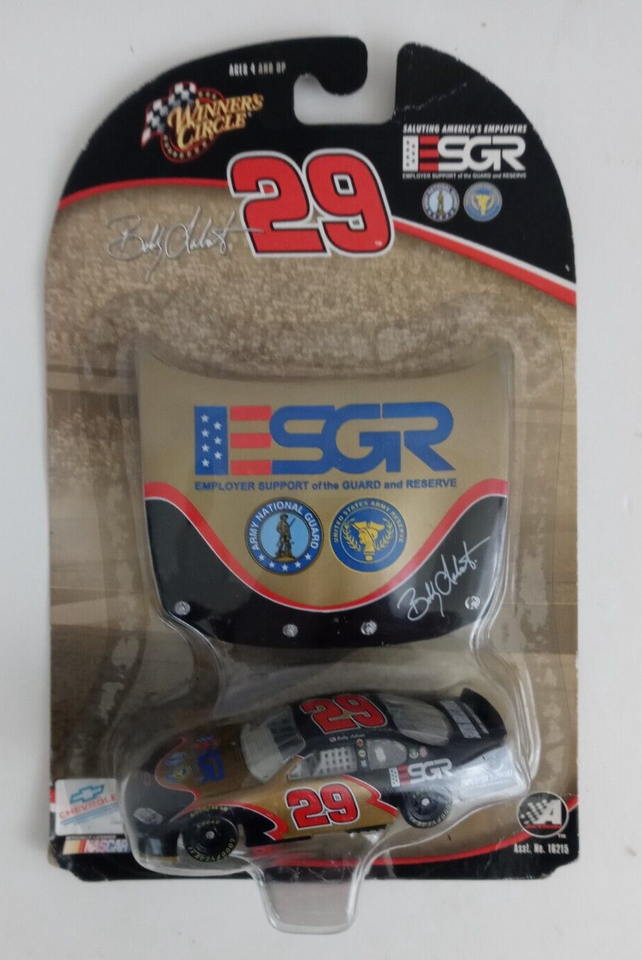 AGES 4 AND UP
WINNER'S
CIRCLE
SALUTING AMERICA'S EMPLOYERS
ESGR
EMPLOYER SUPPORT of the GUARD and RESERVE
29
ESGR
EMPLOYER SUPPORT of the GUARD and RESERVE
ARMY NATIONAL GUARD
UNITED STATES ARMY RESERVE
29
ESGR
29
CHEVROLET
NASCAR
A
Asst. No. 16215